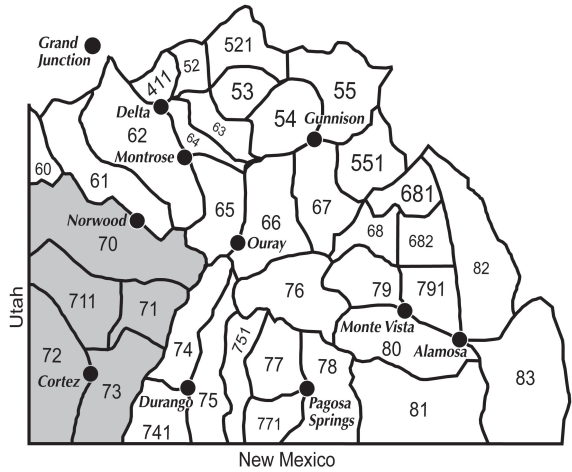 Grand
Junction
521
52
411
53
55
Delta
54
Gunnison
63
62
64
Montrose
551
60
61
681
65
66
67
Norwood
68
682
70
Ouray
82
76
79
791
711
71
Utah
Monte Vista
751
72
74
80
Alamosa
77
78
83
Cortez
73
Durango
75
Pagosa
Springs
81
771
741
New Mexico